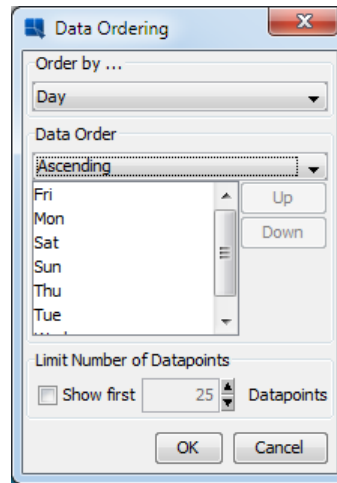 Data Ordering
Order by ...
Day
Data Order
Ascending
Fri
Mon
Sat
Sun
Thu
Tue
Up
Down
Limit Number of Datapoints
Show first 25 Datapoints
OK Cancel